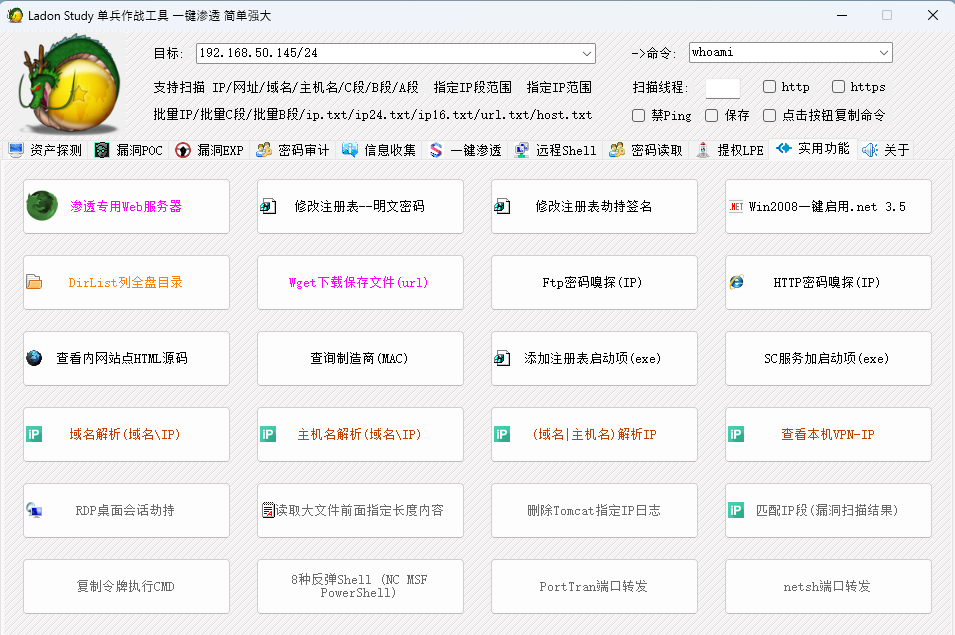 Ladon Study 单兵作战工具 一键渗透 简单强大
目标: 192.168.50.145/24 ->命令: whoami
支持扫描 IP/网址/域名/主机名/C段/B段/A段 指定IP段范围 指定IP范围 扫描线程: http https
批量IP/批量C段/批量B段/ip.txt/ip24.txt/ip16.txt/url.txt/host.txt 禁Ping 保存 点击按钮复制命令
资产探测 漏洞POC 漏洞EXP 密码审计 信息收集 一键渗透 远程Shell 密码读取 提权LPE 实用功能 关于
渗透专用Web服务器 修改注册表--明文密码 修改注册表劫持签名 .NET Win2008一键启用.net 3.5
DirList列全盘目录 Wget下载保存文件(url) Ftp密码嗅探(IP) HTTP密码嗅探(IP)
查看内网站点HTML源码 查询制造商(MAC) 添加注册表启动项(exe) SC服务加启动项(exe)
iP 域名解析(域名\IP) iP 主机名解析(域名\IP) iP (域名|主机名)解析IP iP 查看本机VPN-IP
RDP桌面会话劫持 读取大文件前面指定长度内容 删除Tomcat指定IP日志 iP 匹配IP段(漏洞扫描结果)
复制令牌执行CMD 8种反弹Shell (NC MSF PowerShell) PortTran端口转发 netsh端口转发